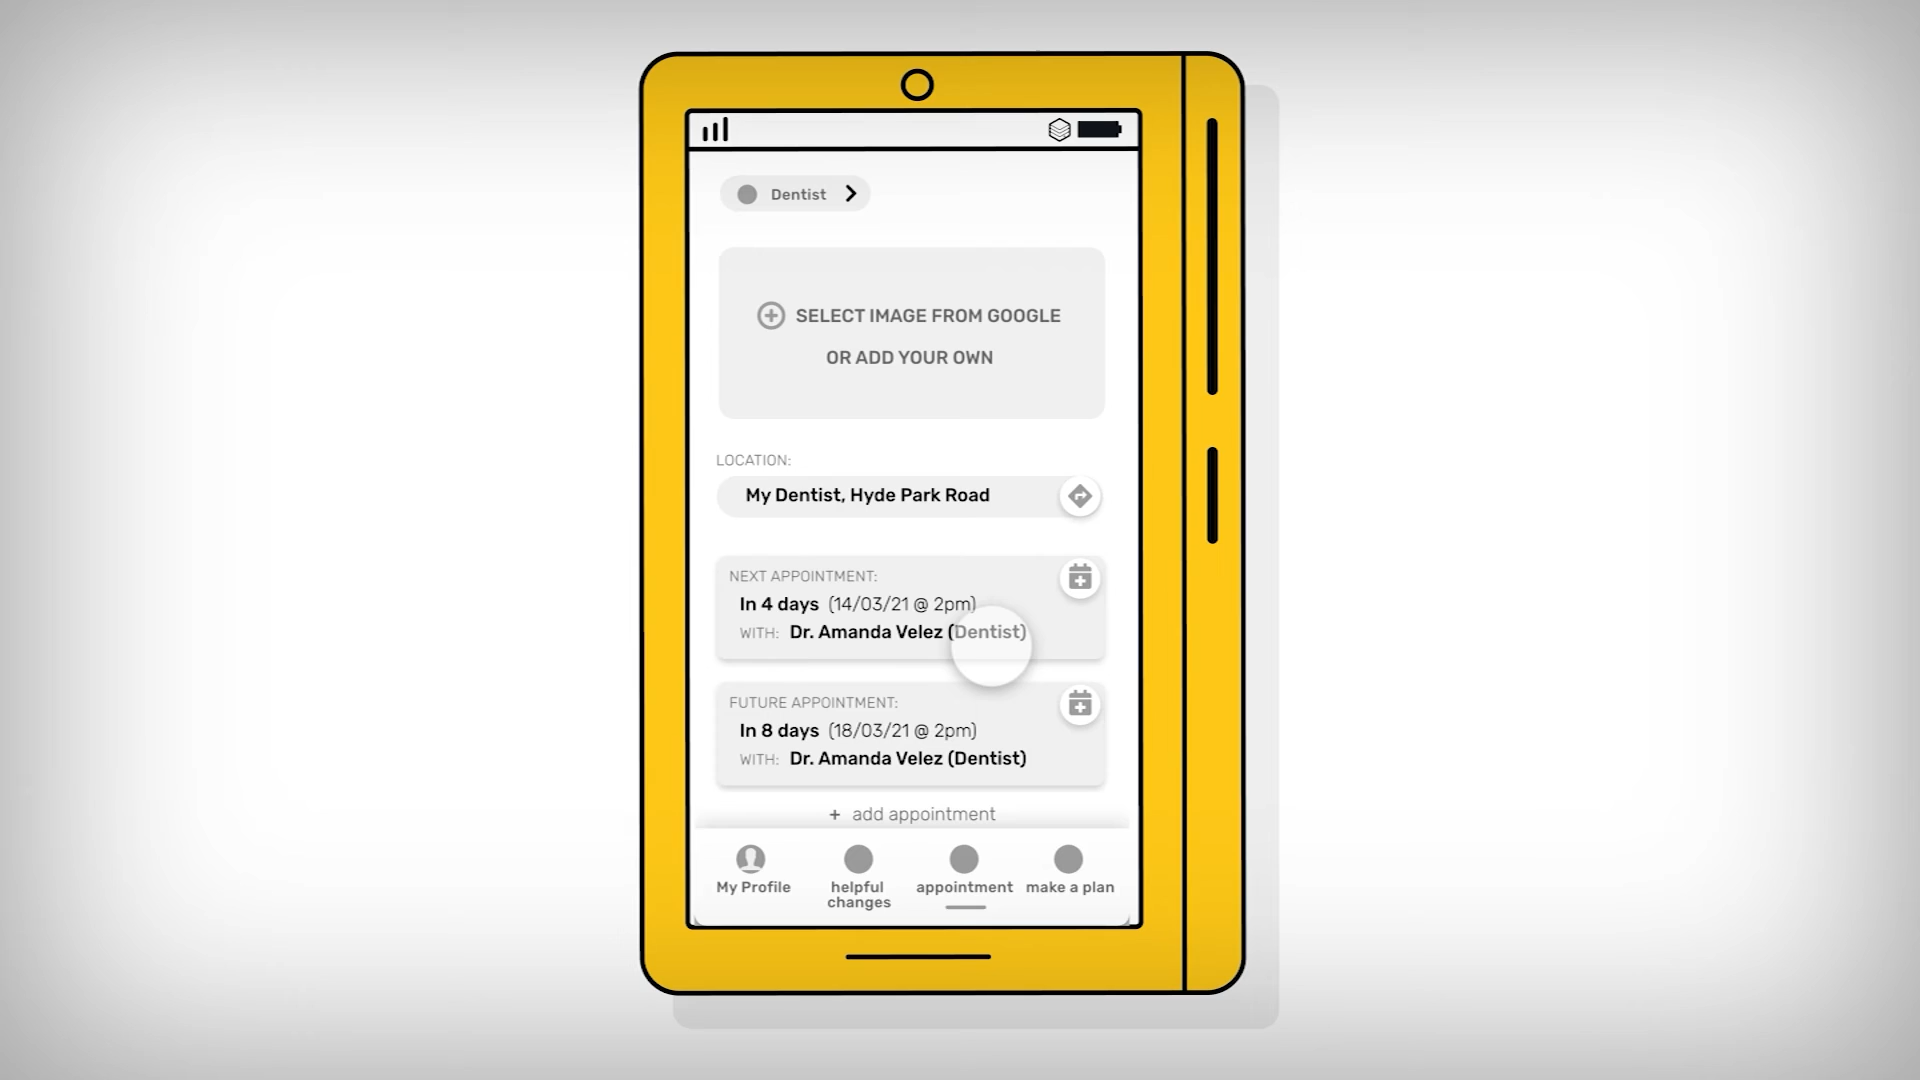 Dentist
SELECT IMAGE FROM GOOGLE
OR ADD YOUR OWN
LOCATION:
My Dentist, Hyde Park Road
NEXT APPOINTMENT:
In 4 days (14/03/21 @ 2pm)
WITH: Dr. Amanda Velez (Dentist)
FUTURE APPOINTMENT:
In 8 days (18/03/21 @ 2pm)
WITH: Dr. Amanda Velez (Dentist)
+ add appointment
My Profile
helpful
changes
appointment
make a plan